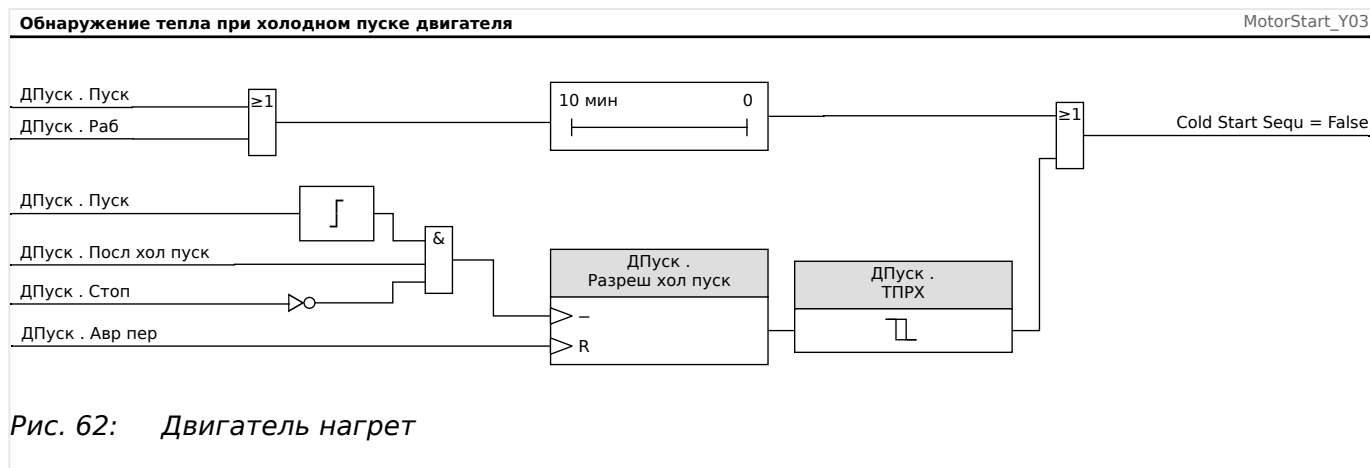 Обнаружение тепла при холодном пуске двигателя
MotorStart_Y03
ДПуск . Пуск
ДПуск . Раб
≥1
10 мин 0
≥1
Cold Start Sequ = False
ДПуск . Пуск
ДПуск . Посл хол пуск
ДПуск . Стоп
ДПуск . Авр пер
&
ДПуск .
Разреш хол пуск
–
R
ДПуск .
ТПРХ
Рис. 62: Двигатель нагрет